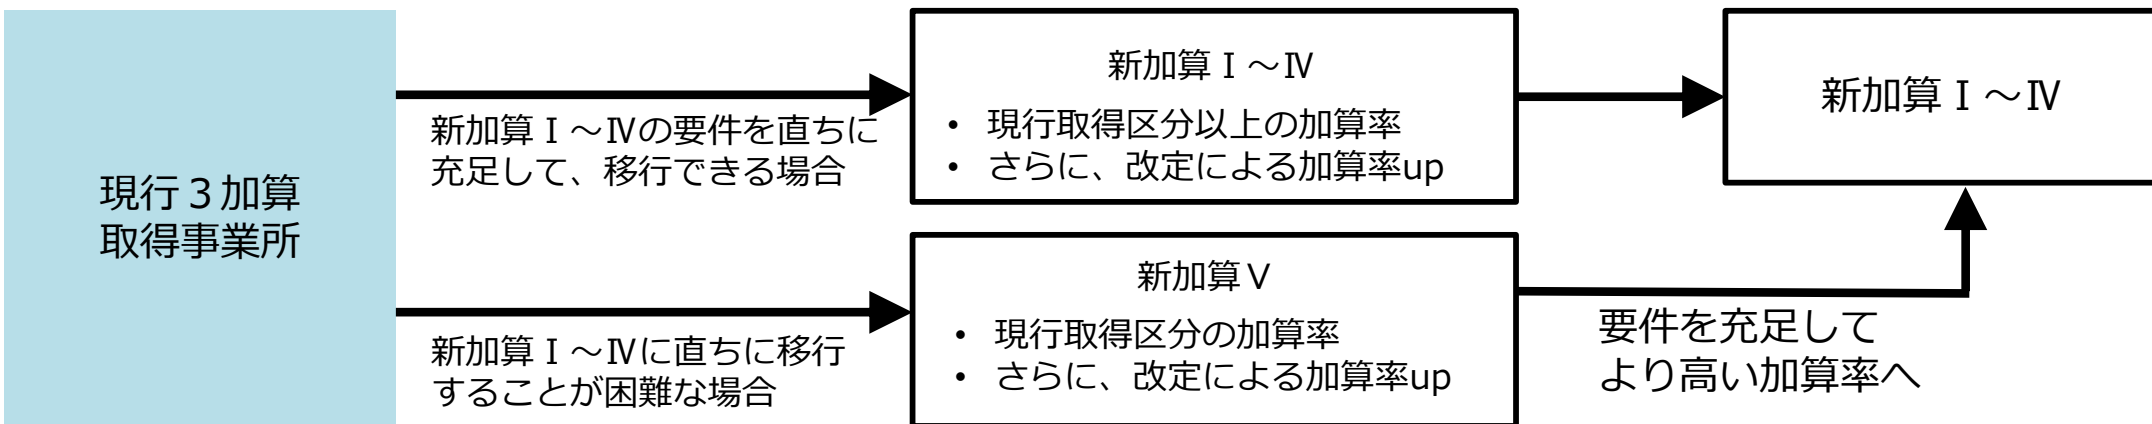 現行３加算
取得事業所
新加算Ⅰ～Ⅳの要件を直ちに
充足して、移行できる場合
新加算Ⅰ～Ⅳに直ちに移行
することが困難な場合
新加算Ⅰ～Ⅳ
• 現行取得区分以上の加算率
• さらに、改定による加算率up
新加算Ⅴ
• 現行取得区分の加算率
• さらに、改定による加算率up
新加算Ⅰ～Ⅳ
要件を充足して
より高い加算率へ